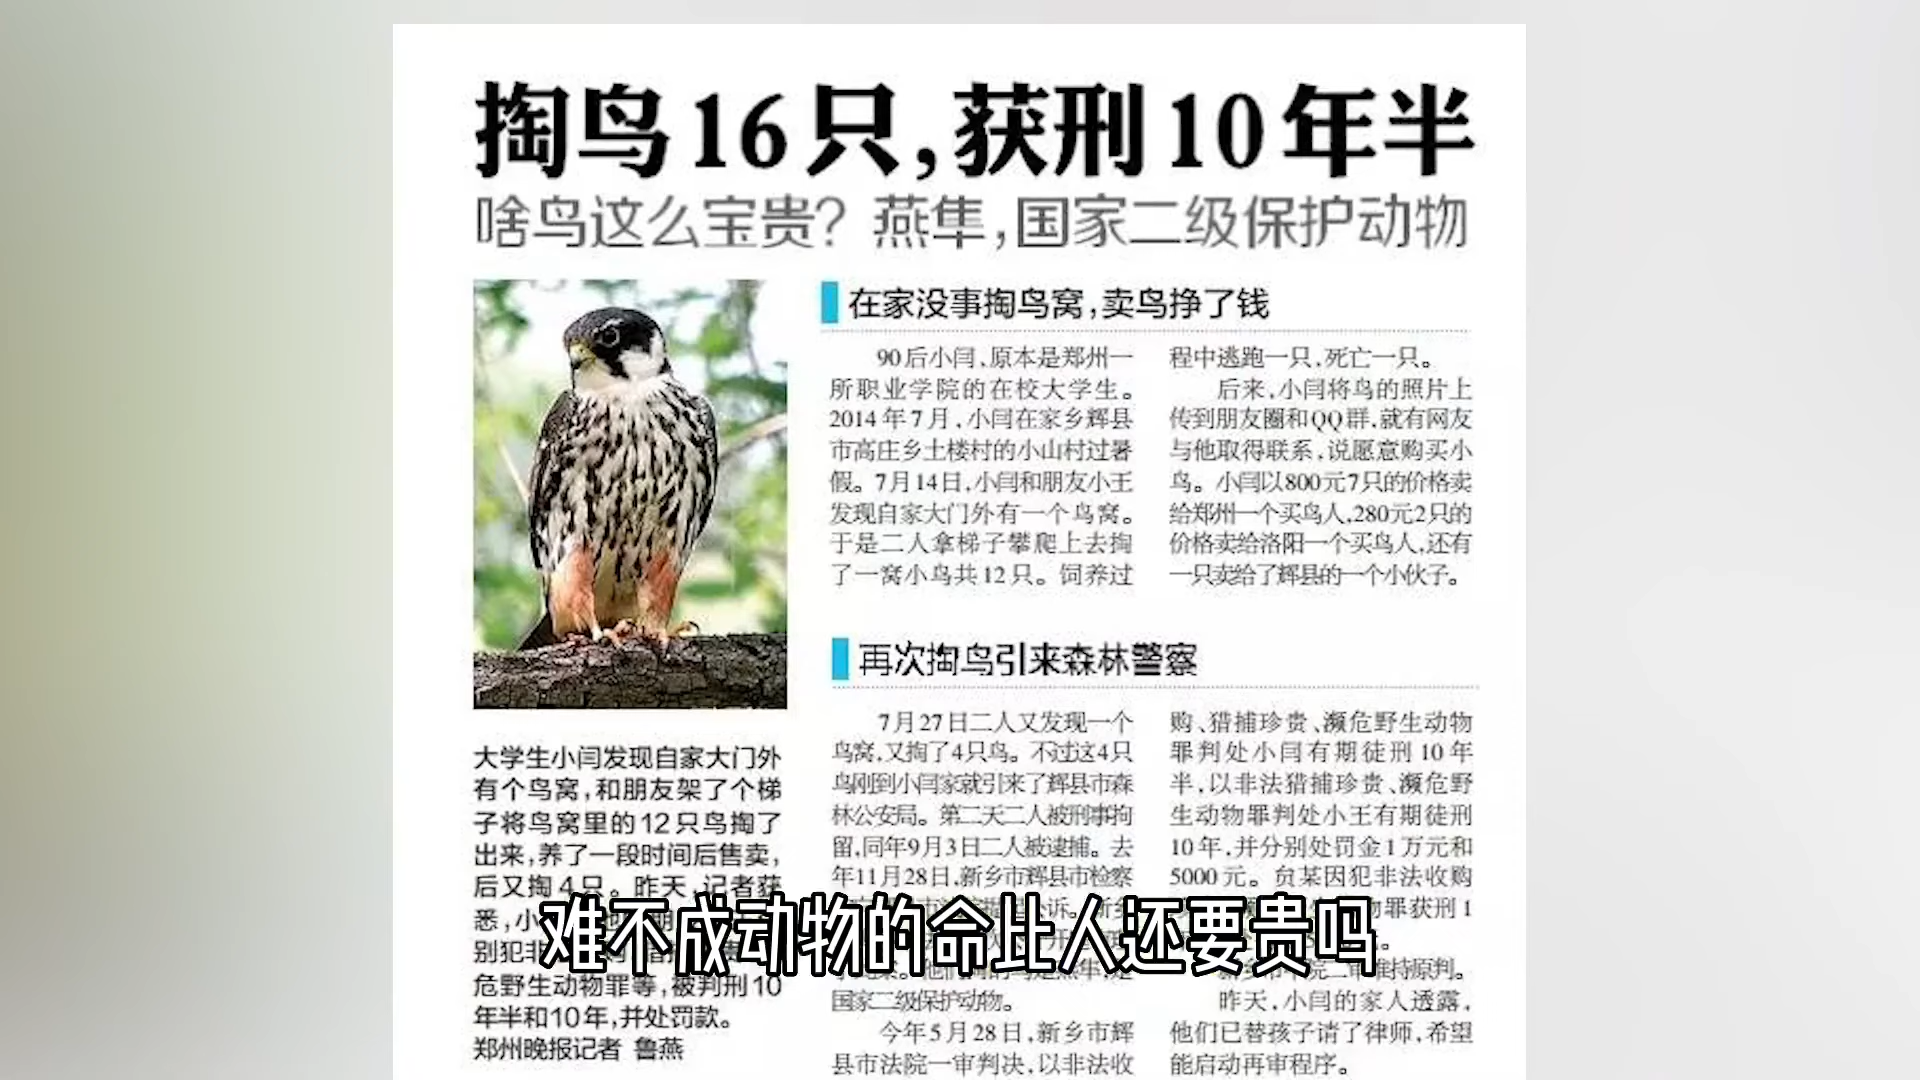 掏鸟16只,获刑10年半
啥鸟这么宝贵?燕隼,国家二级保护动物
大学生小闫发现自家大门外
有个鸟窝,和朋友架了个梯
子将鸟窝里的12只鸟掏了
出来,养了一段时间后售卖,
后又掏4只。昨天,记者获
悉,小
别犯非
危野生动物罪等,被判刑10
年半和10年,并处罚款。
郑州晚报记者 鲁燕
在家没事掏鸟窝,卖鸟挣了钱
90后小闫,原本是郑州一
所职业学院的在校大学生。
2014年7月,小闫在家乡辉县
市高庄乡土楼村的小山村过暑
假。7月14日,小闫和朋友小王
发现自家大门外有一个鸟窝。
于是二人拿梯子攀爬上去掏
了一窝小鸟共12只。饲养过
程中逃跑一只,死亡一只。
后来,小闫将鸟的照片上
传到朋友圈和QQ群,就有网友
与他取得联系,说愿意购买小
鸟。小闫以800元7只的价格卖
给郑州一个买鸟人,280元2只的
价格卖给洛阳一个买鸟人,还有
一只卖给了辉县的一个小伙子。
再次掏鸟引来森林警察
7月27日二人又发现一个
鸟窝,又掏了4只鸟。不过这4只
鸟刚到小闫家就引来了辉县市森
林公安局。第二天二人被刑事拘
留,同年9月3日二人被逮捕。去
年11月28日,新乡市辉县市检察
诉。新乡
国家二级保护动物。
今年5月28日,新乡市辉
县市法院一审判决,以非法收
购、猎捕珍贵、濒危野生动物
罪判处小闫有期徒刑10年
半,以非法猎捕珍贵、濒危野
生动物罪判处小王有期徒刑
10年,并分别处罚金1万元和
5000元。贠某因犯非法收购
物罪获刑1
院二审维持原判。
昨天,小闫的家人透露,
他们已替孩子请了律师,希望
能启动再审程序。
难不成动物的命比人还要贵吗